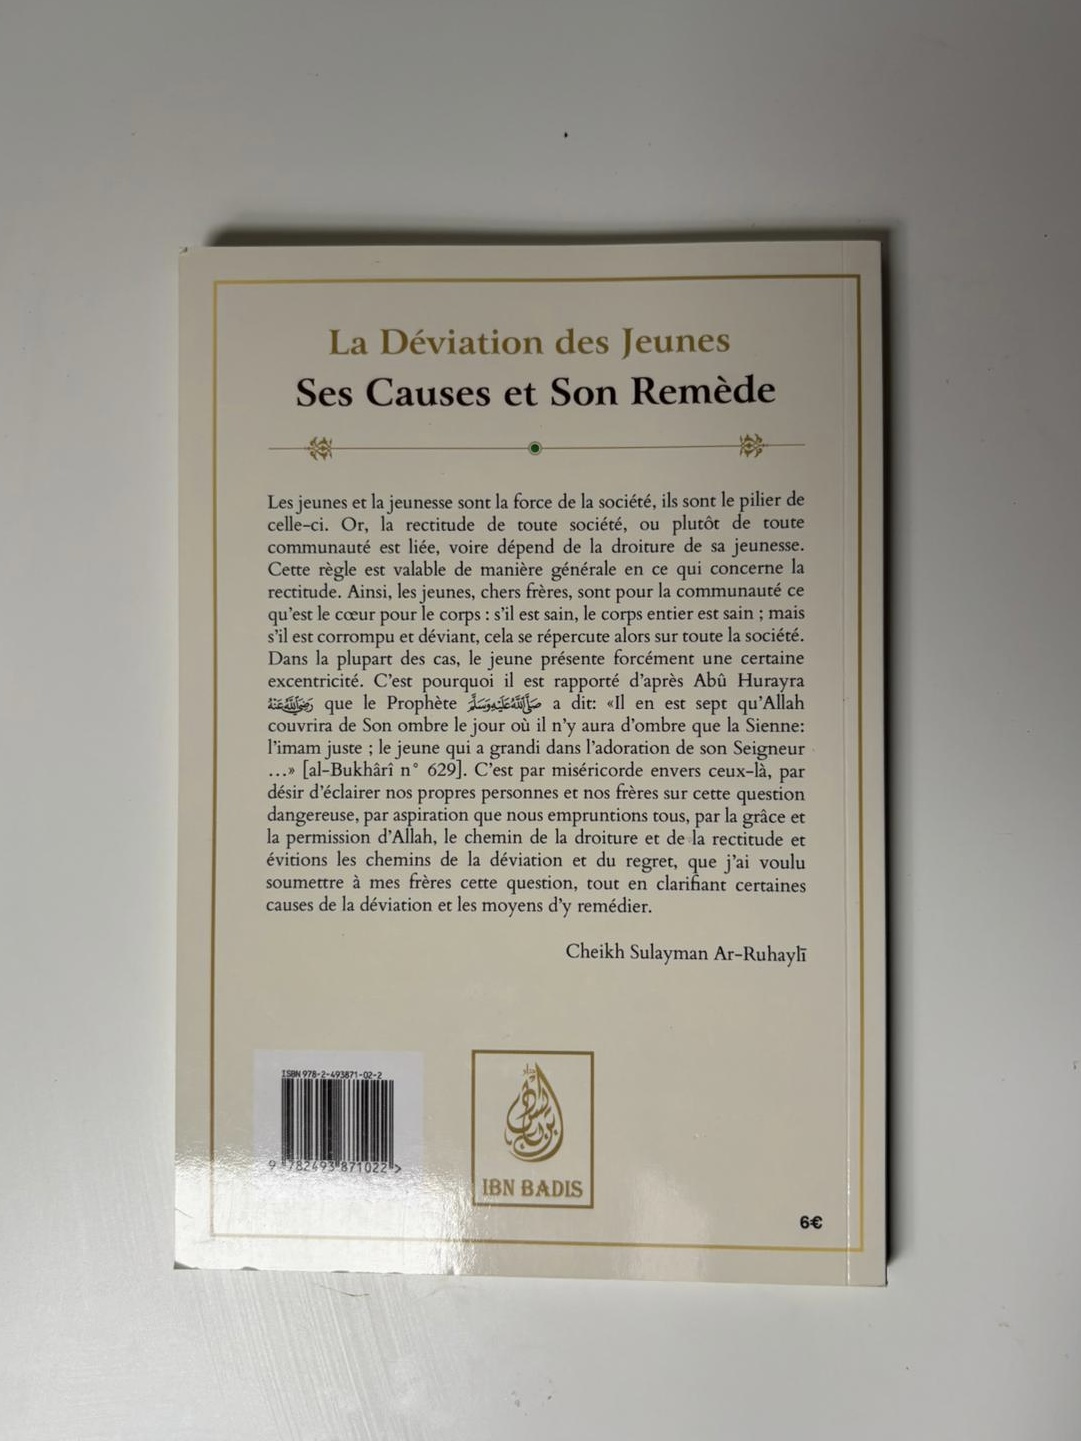 La Déviation des Jeunes
Ses Causes et Son Remède
Les jeunes et la jeunesse sont la force de la société, ils sont le pilier de
celle-ci. Or, la rectitude de toute société, ou plutôt de toute
communauté est liée, voire dépend de la droiture de sa jeunesse.
Cette règle est valable de manière générale en ce qui concerne la
rectitude. Ainsi, les jeunes, chers frères, sont pour la communauté ce
qu'est le cœur pour le corps : s'il est sain, le corps entier est sain ; mais
s'il est corrompu et déviant, cela se répercute alors sur toute la société.
Dans la plupart des cas, le jeune présente forcément une certaine
excentricité. C'est pourquoi il est rapporté d'après Abû Hurayra
رَضِيَ اللَّهُ عَنْهُ que le Prophète صَلَّى اللَّهُ عَلَيْهِ وَسَلَّمَ a dit: «Il en est sept qu'Allah
couvrira de Son ombre le jour où il n'y aura d'ombre que la Sienne:
l'imam juste ; le jeune qui a grandi dans l'adoration de son Seigneur
...» [al-Bukhârî n° 629]. C'est par miséricorde envers ceux-là, par
désir d'éclairer nos propres personnes et nos frères sur cette question
dangereuse, par aspiration que nous empruntions tous, par la grâce et
la permission d'Allah, le chemin de la droiture et de la rectitude et
évitions les chemins de la déviation et du regret, que j'ai voulu
soumettre à mes frères cette question, tout en clarifiant certaines
causes de la déviation et les moyens d'y remédier.
Cheikh Sulayman Ar-Ruhaylī
ISBN 978-2-493871-02-2
9 782493 871022 >
دار
ابن باديس
IBN BADIS
6€